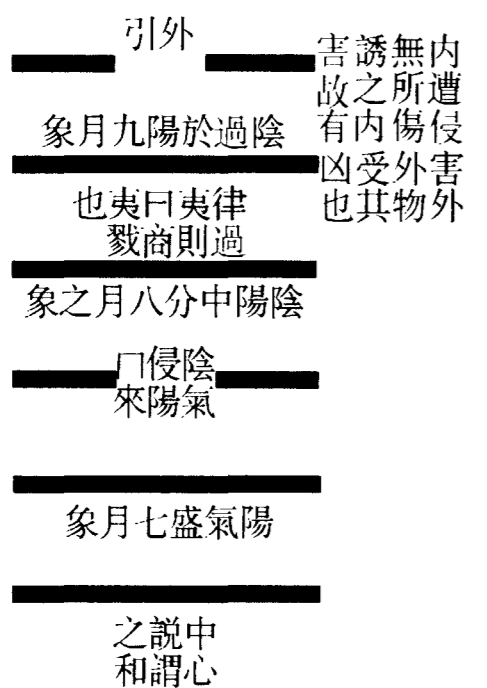 外引
内遭侵害外
無所傷外物
誘之内受其
害故有凶也
陰過於陽九月象
律過
夷則
曰商
夷戮
也
陰陽中分八月之象
陰氣
侵陽
冂來
陽氣盛七月象
中心
説謂
之和